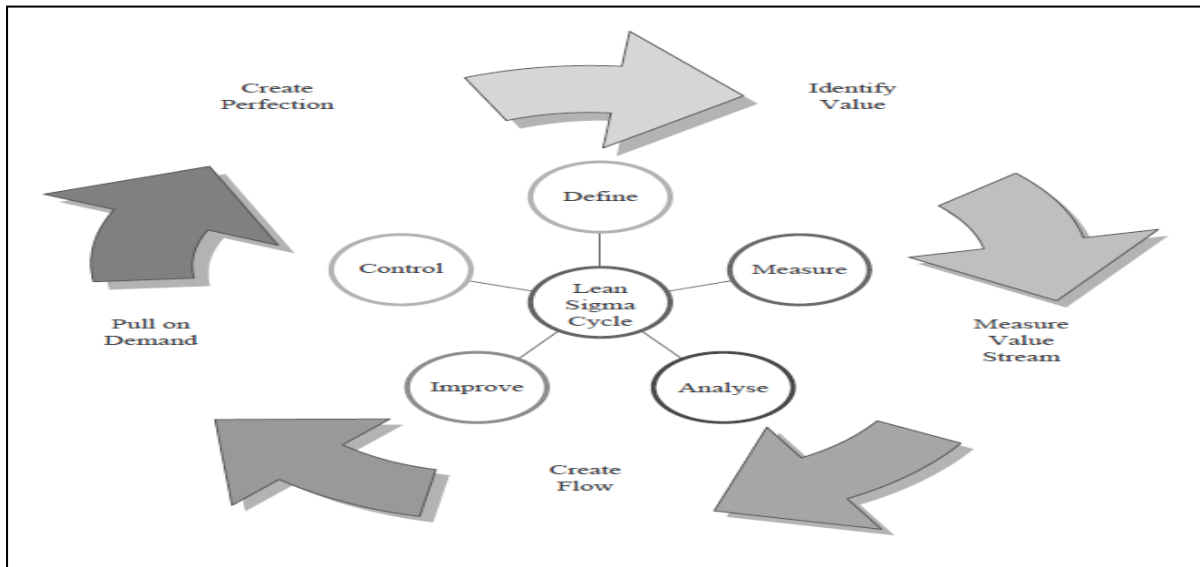 Create
Perfection
Identify
Value
Define
Control
Measure
Lean
Sigma
Cycle
Pull on
Demand
Measure
Value
Stream
Improve
Analyse
Create
Flow